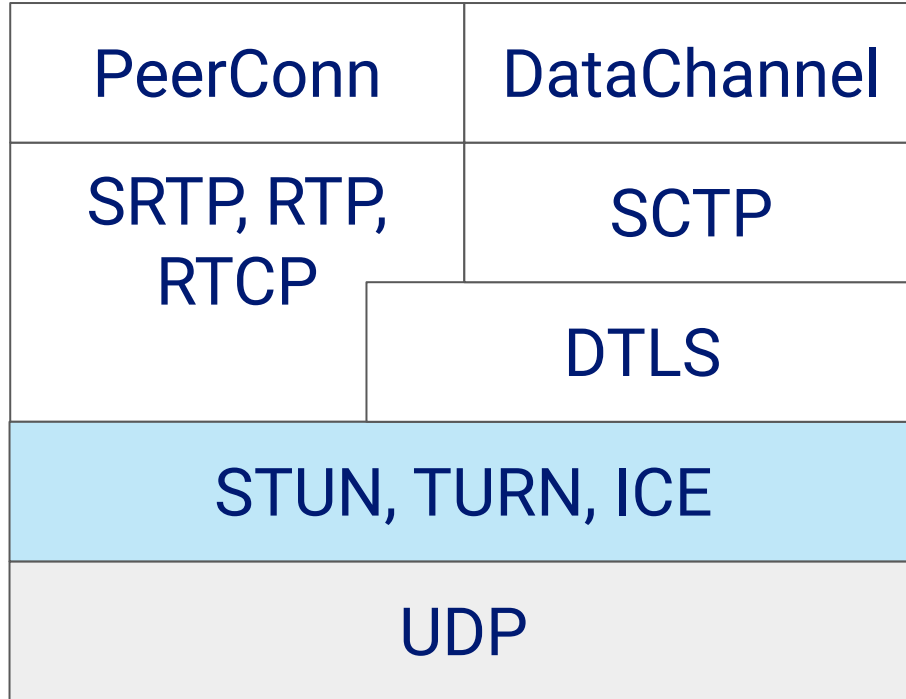 PeerConn
DataChannel
SRTP, RTP,
RTCP
SCTP
DTLS
STUN, TURN, ICE
UDP